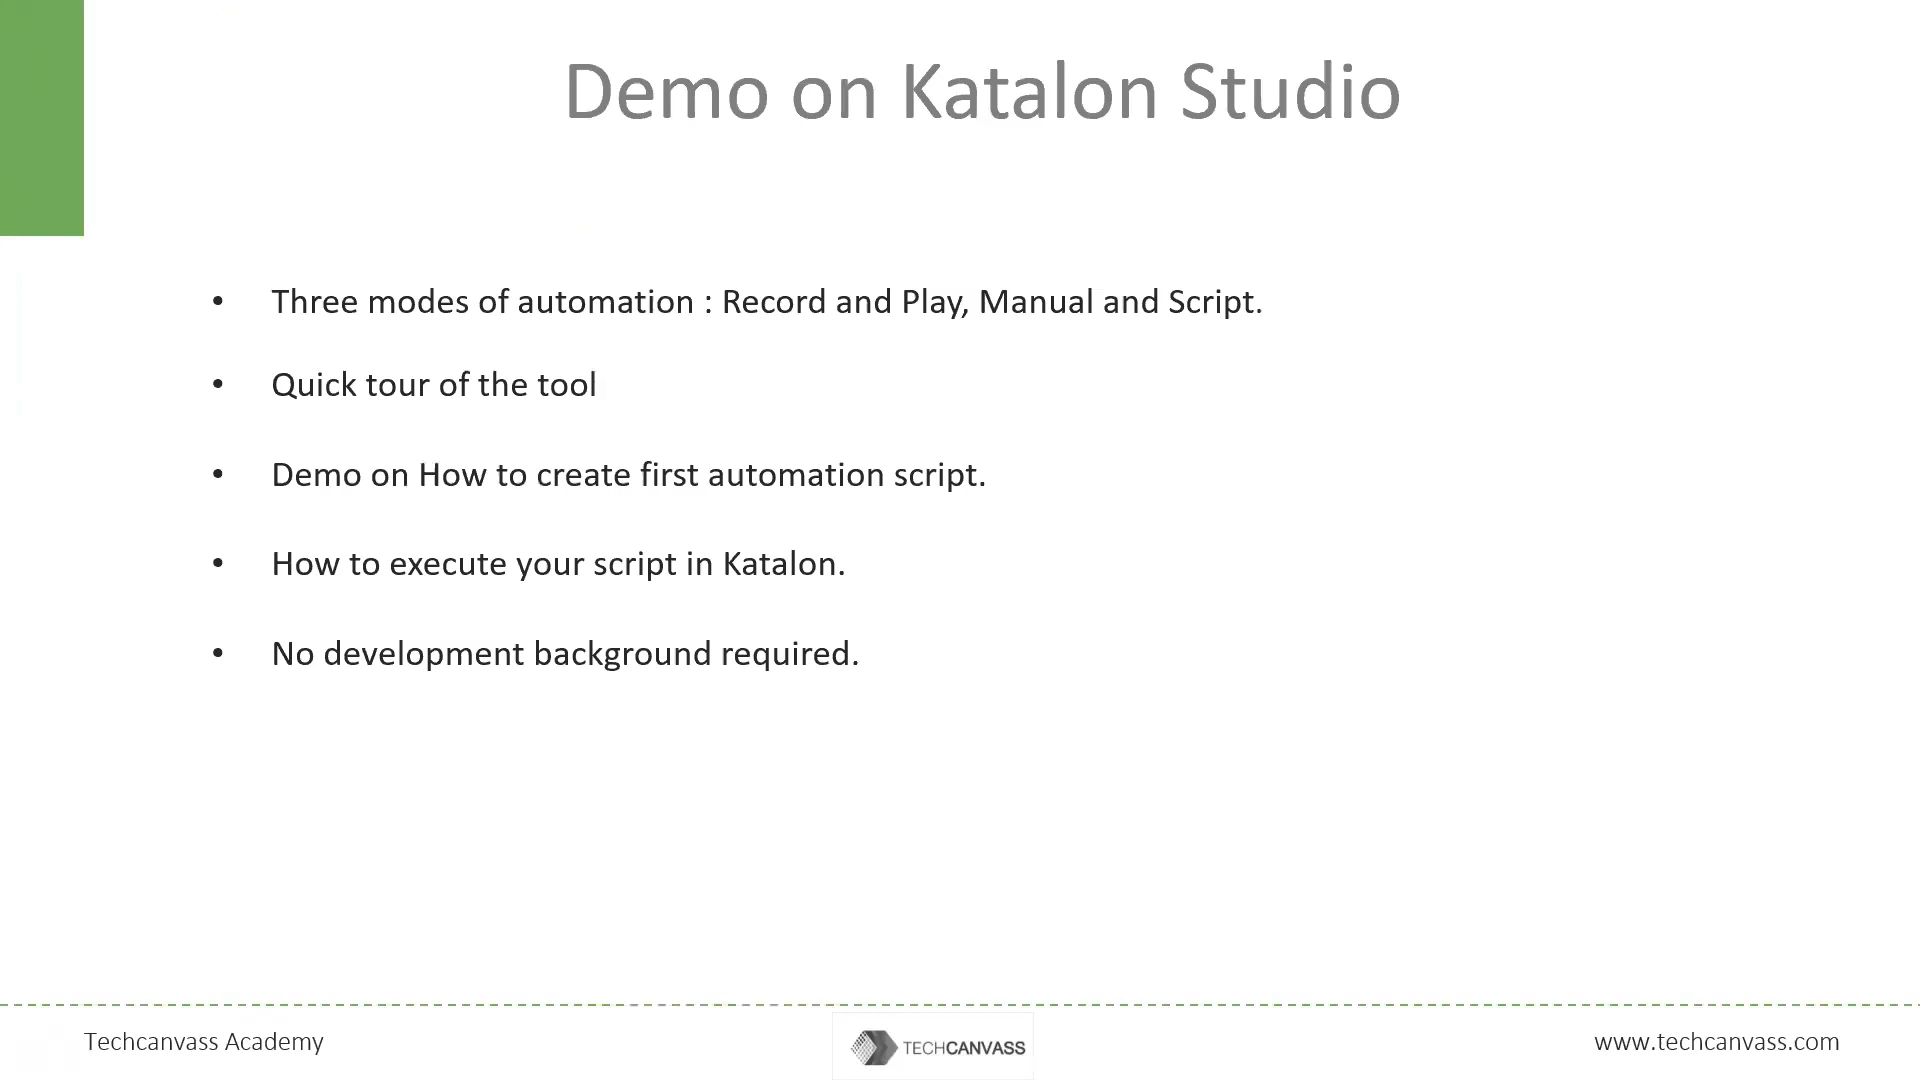 Demo on Katalon Studio
• Three modes of automation : Record and Play, Manual and Script.
• Quick tour of the tool
• Demo on How to create first automation script.
• How to execute your script in Katalon.
• No development background required.
Techcanvass Academy
TECHCANVASS
www.techcanvass.com